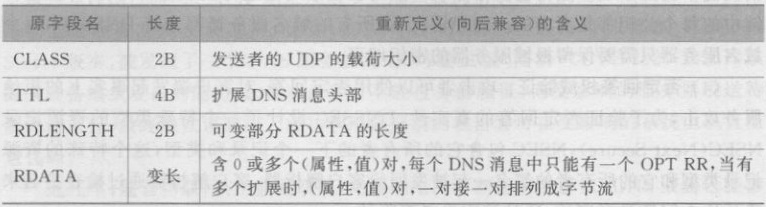 原字段名 长度 重新定义(向后兼容)的含义
CLASS 2B 发送者的 UDP 的载荷大小
TTL 4B 扩展 DNS 消息头部
RDLENGTH 2B 可变部分 RDATA 的长度
RDATA 变长 含 0 或多个(属性,值)对,每个 DNS 消息中只能有一个 OPT RR,当有
多个扩展时,(属性,值)对,一对接一对排列成字节流